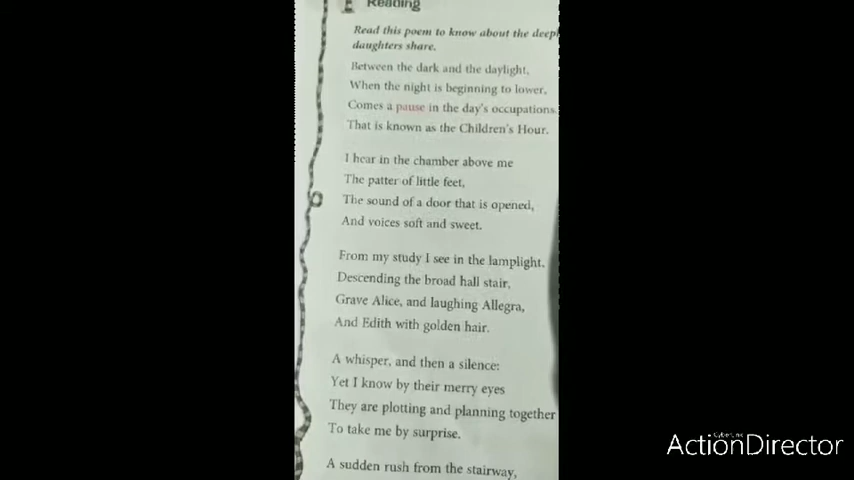 Reading
Read this poem to know about the deep
daughters share.
Between the dark and the daylight,
When the night is beginning to lower,
Comes a pause in the day's occupations
That is known as the Children's Hour.
I hear in the chamber above me
The patter of little feet,
The sound of a door that is opened,
And voices soft and sweet.
From my study I see in the lamplight,
Descending the broad hall stair,
Grave Alice, and laughing Allegra,
And Edith with golden hair.
A whisper, and then a silence:
Yet I know by their merry eyes
They are plotting and planning together
To take me by surprise.
A sudden rush from the stairway,
CyberLink
ActionDirector